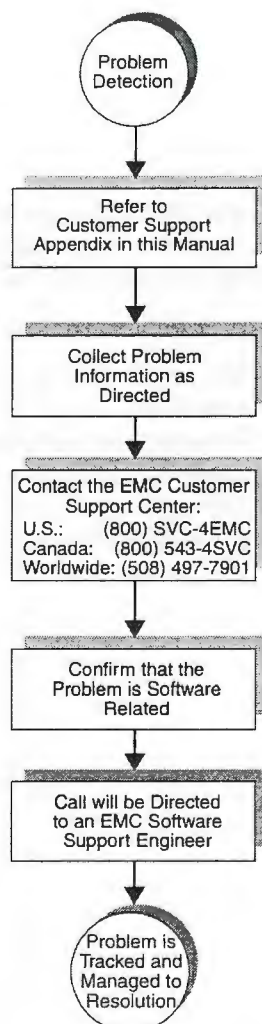 Problem
Detection
Refer to
Customer Support
Appendix in this Manual
Collect Problem
Information as
Directed
Contact the EMC Customer
Support Center:
U.S.: (800) SVC-4EMC
Canada: (800) 543-4SVC
Worldwide: (508) 497-7901
Confirm that the
Problem is Software
Related
Call will be Directed
to an EMC Software
Support Engineer
Problem is
Tracked and
Managed to
Resolution